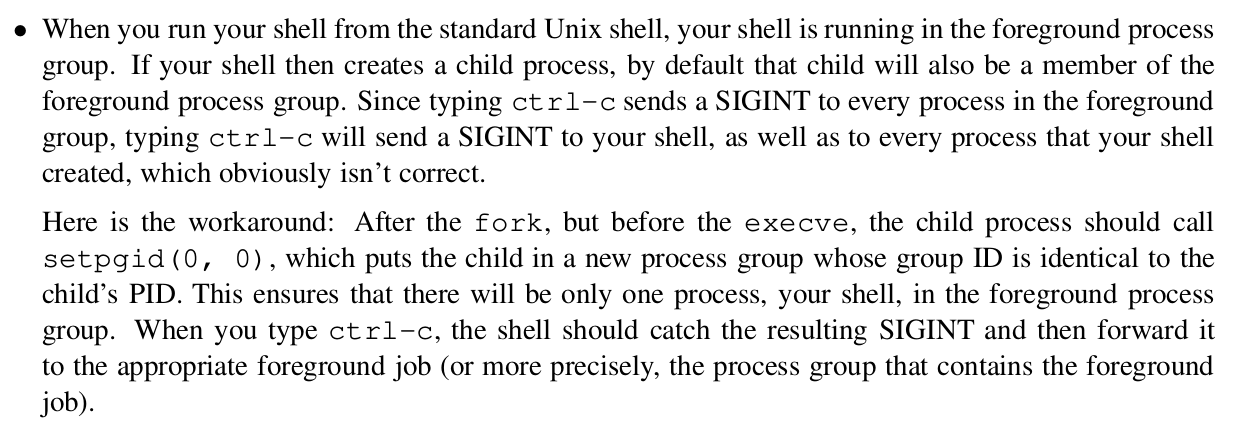 • When you run your shell from the standard Unix shell, your shell is running in the foreground process
group. If your shell then creates a child process, by default that child will also be a member of the
foreground process group. Since typing ctrl-c sends a SIGINT to every process in the foreground
group, typing ctrl-c will send a SIGINT to your shell, as well as to every process that your shell
created, which obviously isn't correct.
Here is the workaround: After the fork, but before the execve, the child process should call
setpgid(0, 0), which puts the child in a new process group whose group ID is identical to the
child's PID. This ensures that there will be only one process, your shell, in the foreground process
group. When you type ctrl-c, the shell should catch the resulting SIGINT and then forward it
to the appropriate foreground job (or more precisely, the process group that contains the foreground
job).